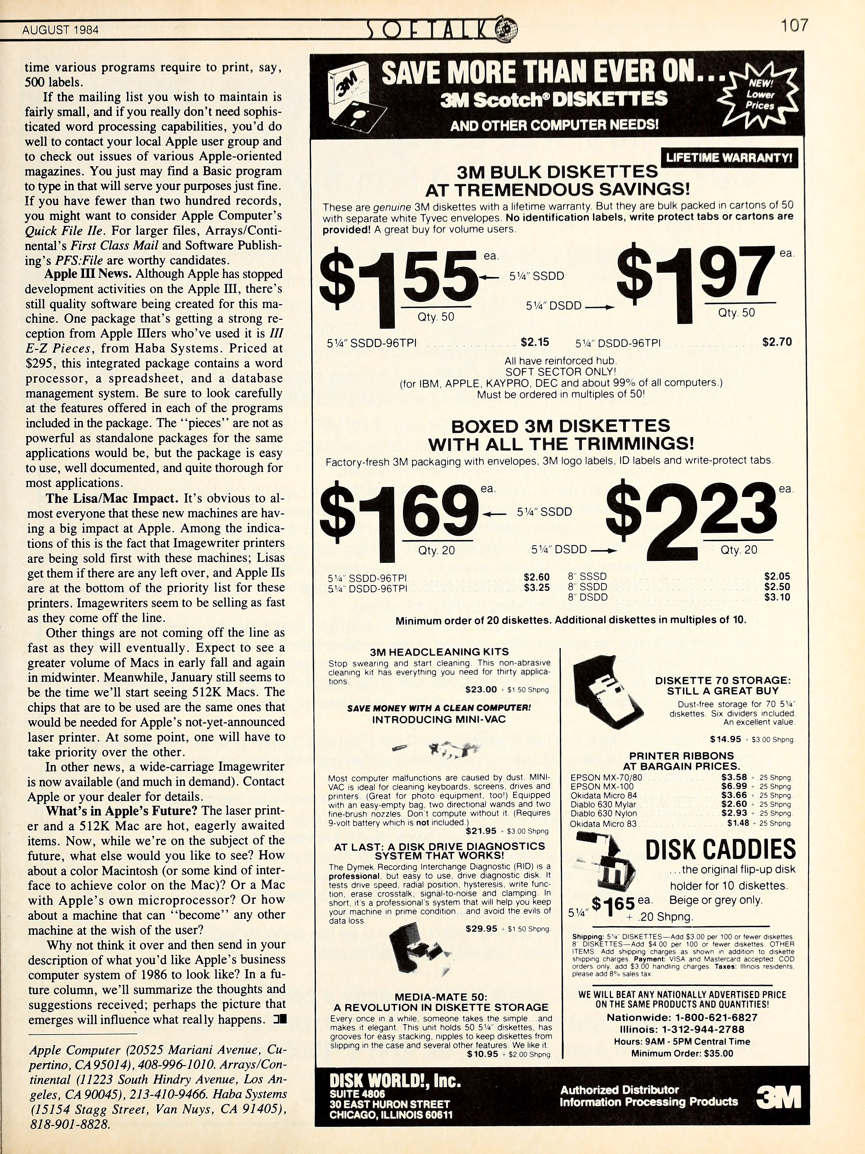 AUGUST 1984
SOFTALK
107
time various programs require to print, say,
500 labels.
If the mailing list you wish to maintain is
fairly small, and if you really don't need sophis-
ticated word processing capabilities, you'd do
well to contact your local Apple user group and
to check out issues of various Apple-oriented
magazines. You just may find a Basic program
to type in that will serve your purposes just fine.
If you have fewer than two hundred records,
you might want to consider Apple Computer's
Quick File IIe. For larger files, Arrays/Conti-
nental's First Class Mail and Software Publish-
ing's PFS:File are worthy candidates.
Apple III News. Although Apple has stopped
development activities on the Apple III, there's
still quality software being created for this ma-
chine. One package that's getting a strong re-
ception from Apple IIIers who've used it is III
E-Z Pieces, from Haba Systems. Priced at
$295, this integrated package contains a word
processor, a spreadsheet, and a database
management system. Be sure to look carefully
at the features offered in each of the programs
included in the package. The "pieces" are not as
powerful as standalone packages for the same
applications would be, but the package is easy
to use, well documented, and quite thorough for
most applications.
The Lisa/Mac Impact. It's obvious to al-
most everyone that these new machines are hav-
ing a big impact at Apple. Among the indica-
tions of this is the fact that Imagewriter printers
are being sold first with these machines; Lisas
get them if there are any left over, and Apple IIs
are at the bottom of the priority list for these
printers. Imagewriters seem to be selling as fast
as they come off the line.
Other things are not coming off the line as
fast as they will eventually. Expect to see a
greater volume of Macs in early fall and again
in midwinter. Meanwhile, January still seems to
be the time we'll start seeing 512K Macs. The
chips that are to be used are the same ones that
would be needed for Apple's not-yet-announced
laser printer. At some point, one will have to
take priority over the other.
In other news, a wide-carriage Imagewriter
is now available (and much in demand). Contact
Apple or your dealer for details.
What's in Apple's Future? The laser print-
er and a 512K Mac are hot, eagerly awaited
items. Now, while we're on the subject of the
future, what else would you like to see? How
about a color Macintosh (or some kind of inter-
face to achieve color on the Mac)? Or a Mac
with Apple's own microprocessor? Or how
about a machine that can "become" any other
machine at the wish of the user?
Why not think it over and then send in your
description of what you'd like Apple's business
computer system of 1986 to look like? In a fu-
ture column, we'll summarize the thoughts and
suggestions received; perhaps the picture that
emerges will influence what really happens.
Apple Computer (20525 Mariani Avenue, Cu-
pertino, CA 95014), 408-996-1010. Arrays/Con-
tinental (11223 South Hindry Avenue, Los An-
geles, CA 90045), 213-410-9466. Haba Systems
(15154 Stagg Street, Van Nuys, CA 91405),
818-901-8828.
3M
SAVE MORE THAN EVER ON...
3M Scotch® DISKETTES
AND OTHER COMPUTER NEEDS!
NEW!
Lower
Prices
LIFETIME WARRANTY!
3M BULK DISKETTES
AT TREMENDOUS SAVINGS!
These are genuine 3M diskettes with a lifetime warranty. But they are bulk packed in cartons of 50
with separate white Tyvec envelopes. No identification labels, write protect tabs or cartons are
provided! A great buy for volume users.
$1.55 ea. Qty. 50 5¼" SSDD
5¼" DSDD $1.97 ea. Qty. 50
5¼" SSDD-96TPI $2.15 5¼" DSDD-96TPI $2.70
All have reinforced hub.
SOFT SECTOR ONLY!
(for IBM, APPLE, KAYPRO, DEC and about 99% of all computers.)
Must be ordered in multiples of 50!
BOXED 3M DISKETTES
WITH ALL THE TRIMMINGS!
Factory-fresh 3M packaging with envelopes, 3M logo labels, ID labels and write-protect tabs.
$1.69 ea. Qty. 20 5¼" SSDD
5¼" DSDD $2.23 ea. Qty. 20
5¼" SSDD-96TPI $2.60 8" SSSD $2.05
5¼" DSDD-96TPI $3.25 8" SSDD $2.50
8" DSDD $3.10
Minimum order of 20 diskettes. Additional diskettes in multiples of 10.
3M HEADCLEANING KITS
Stop swearing and start cleaning. This non-abrasive
cleaning kit has everything you need for thirty applica-
tions.
$23.00 + $1.50 Shpng.
SAVE MONEY WITH A CLEAN COMPUTER!
INTRODUCING MINI-VAC
Most computer malfunctions are caused by dust. MINI-
VAC is ideal for cleaning keyboards, screens, drives and
printers. (Great for photo equipment, too!) Equipped
with an easy-empty bag, two directional wands and two
fine-brush nozzles. Don't compute without it. (Requires
9-volt battery which is not included.)
$21.95 + $3.00 Shpng.
AT LAST: A DISK DRIVE DIAGNOSTICS
SYSTEM THAT WORKS!
The Dymek Recording Interchange Diagnostic (RID) is a
professional, but easy to use, drive diagnostic disk. It
tests drive speed, radial position, hysteresis, write func-
tion, erase crosstalk, signal-to-noise and clamping. In
short, it's a professional's system that will help you keep
your machine in prime condition...and avoid the evils of
data loss
$29.95 + $1.50 Shpng.
MEDIA-MATE 50:
A REVOLUTION IN DISKETTE STORAGE
Every once in a while, someone takes the simple...and
makes it elegant. This unit holds 50 5¼" diskettes, has
grooves for easy stacking, nipples to keep diskettes from
slipping in the case and several other features. We like it.
$10.95 + $2.00 Shpng.
DISKETTE 70 STORAGE:
STILL A GREAT BUY
Dust-free storage for 70 5¼"
diskettes. Six dividers included.
An excellent value.
$14.95 + $3.00 Shpng.
PRINTER RIBBONS
AT BARGAIN PRICES.
EPSON MX-70/80 $3.58 + 25 Shpng.
EPSON MX-100 $6.99 + 25 Shpng.
Okidata Micro 84 $3.66 + 25 Shpng.
Diablo 630 Mylar $2.60 + 25 Shpng.
Diablo 630 Nylon $2.93 + 25 Shpng.
Okidata Micro 83 $1.48 + 25 Shpng.
DISK CADDIES
...the original flip-up disk
holder for 10 diskettes.
Beige or grey only.
5¼" $1.65 ea.
+ .20 Shpng.
Shipping: 5¼" DISKETTES—Add $3.00 per 100 or fewer diskettes.
8" DISKETTES—Add $4.00 per 100 or fewer diskettes. OTHER
ITEMS: Add shipping charges as shown in addition to diskette
shipping charges. Payment: VISA and Mastercard accepted. COD
orders only, add $3.00 handling charges. Taxes: Illinois residents,
please add 8% sales tax.
WE WILL BEAT ANY NATIONALLY ADVERTISED PRICE
ON THE SAME PRODUCTS AND QUANTITIES!
Nationwide: 1-800-621-6827
Illinois: 1-312-944-2788
Hours: 9AM - 5PM Central Time
Minimum Order: $35.00
DISK WORLD!, Inc.
SUITE 4806
30 EAST HURON STREET
CHICAGO, ILLINOIS 60611
Authorized Distributor
Information Processing Products
3M